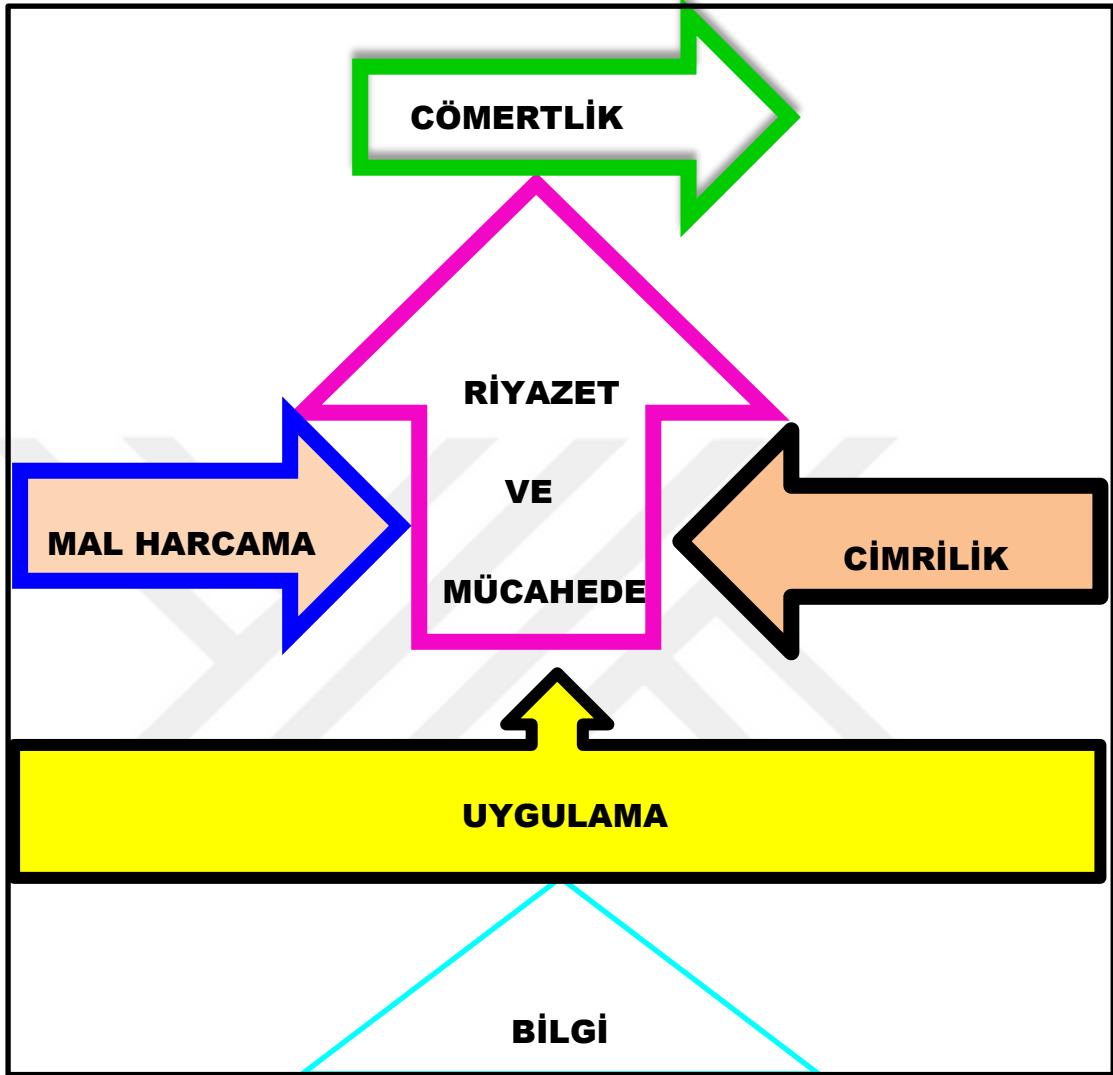 CÖMERTLİK
RİYAZET
VE
MÜCAHEDE
MAL HARCAMA
CİMRİLİK
UYGULAMA
BİLGİ